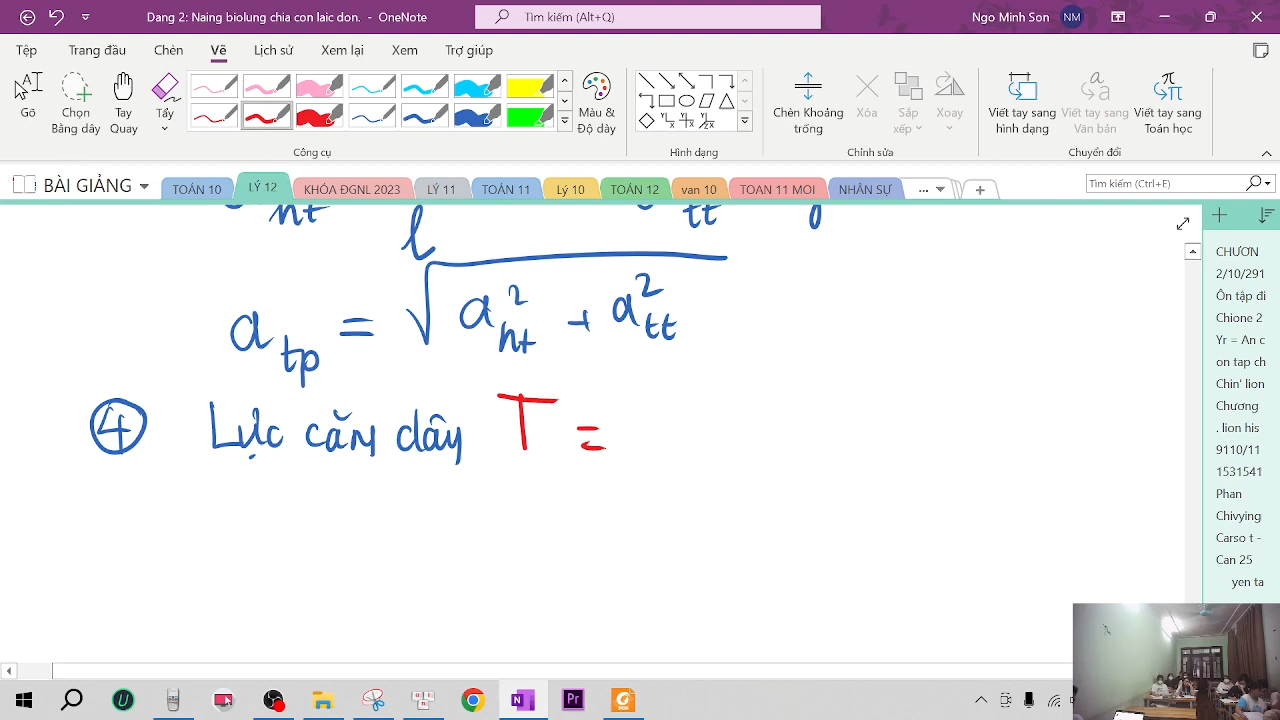 Dang 2: Naing biolung chia con laic don. - OneNote
Tìm kiếm (Alt+Q)
Ngo Minh Son NM
Tệp Trang đầu Chèn Vẽ Lịch sử Xem lại Xem Trợ giúp
Gõ
Chọn Bằng dây
Tay Quay
Tẩy
Màu & Độ dày
Chèn Khoảng trống
Xóa
Sắp xếp
Xoay
Viết tay sang hình dạng
Viết tay sang Văn bản
Viết tay sang Toán học
Công cụ
Hình dạng
Chỉnh sửa
Chuyển đổi
BÀI GIẢNG
TOÁN 10
LÝ 12
KHÓA ĐGNL 2023
LÝ 11
TOÁN 11
Lý 10
TOÁN 12
van 10
TOAN 11 MOI
NHÂN SỰ
...
Tìm kiếm (Ctrl+E)
ht l tt
a_tp = √(a²_ht + a²_tt)
④ Lực căng dây T =
CHƯƠN
2/10/291
Ôn tập đi
Chione 2
Yr = An c
on tap ch
Chin' lion
Chương
. lion his
9110/11
1531541
Phan
Chivying
Carso t -
Can 25
yen ta